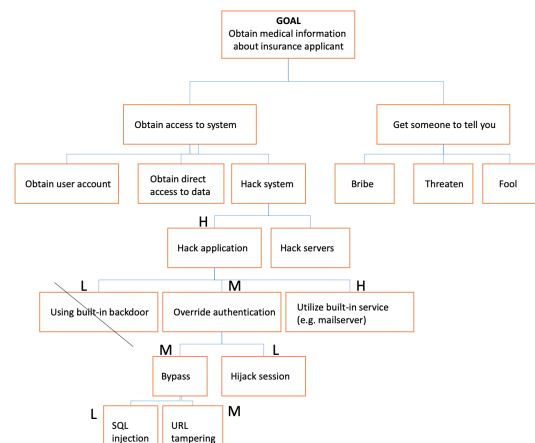 GOAL
Obtain medical information
about insurance applicant
Obtain access to system
Get someone to tell you
Obtain user account
Obtain direct
access to data
Hack system
Bribe
Threaten
Fool
H
Hack application
Hack servers
L
M
H
Using built-in backdoor
Override authentication
Utilize built-in service
(e.g. mailserver)
M
L
Bypass
Hijack session
L
M
SQL
injection
URL
tampering